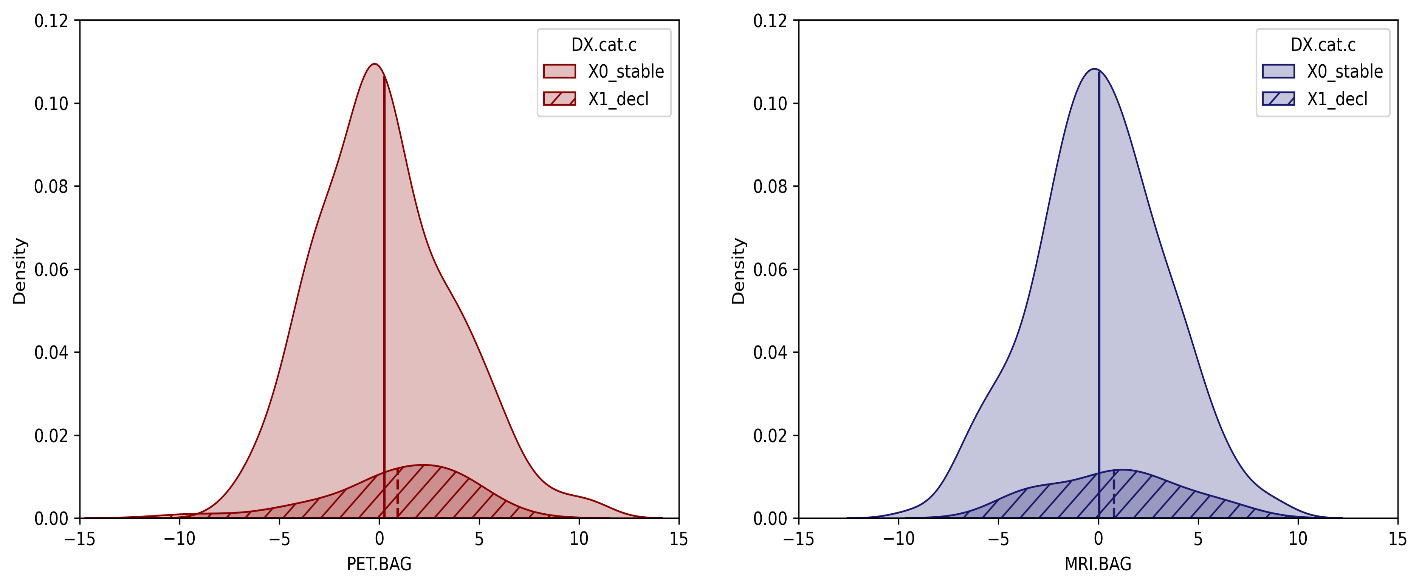 0.12
0.10
0.08
0.06
0.04
0.02
0.00
Density
−15
−10
−5
0
5
10
15
PET.BAG
DX.cat.c
X0_stable
X1_decl
0.12
0.10
0.08
0.06
0.04
0.02
0.00
Density
−15
−10
−5
0
5
10
15
MRI.BAG
DX.cat.c
X0_stable
X1_decl